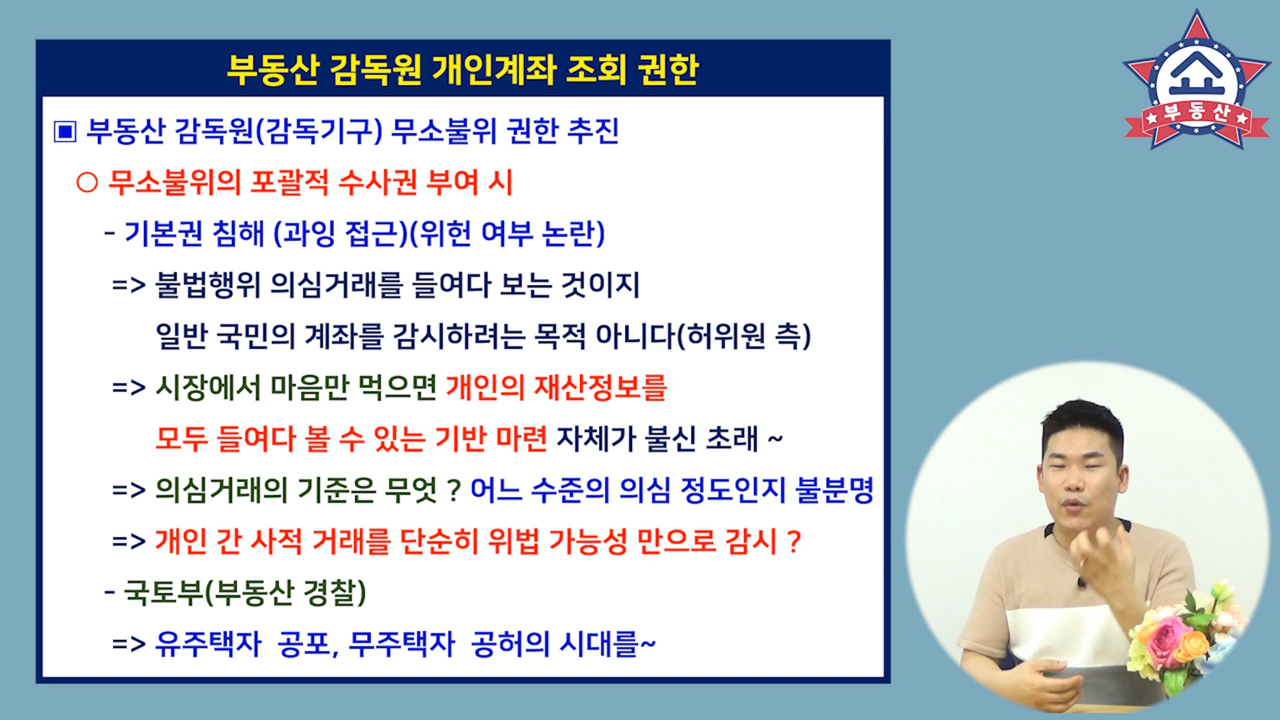 부동산 감독원 개인계좌 조회 권한
▣ 부동산 감독원(감독기구) 무소불위 권한 추진
○ 무소불위의 포괄적 수사권 부여 시
- 기본권 침해 (과잉 접근)(위헌 여부 논란)
=> 불법행위 의심거래를 들여다 보는 것이지
일반 국민의 계좌를 감시하려는 목적 아니다(허위원 측)
=> 시장에서 마음만 먹으면 개인의 재산정보를
모두 들여다 볼 수 있는 기반 마련 자체가 불신 초래 ~
=> 의심거래의 기준은 무엇 ? 어느 수준의 의심 정도인지 불분명
=> 개인 간 사적 거래를 단순히 위법 가능성 만으로 감시 ?
- 국토부(부동산 경찰)
=> 유주택자 공포, 무주택자 공허의 시대를~
부동산